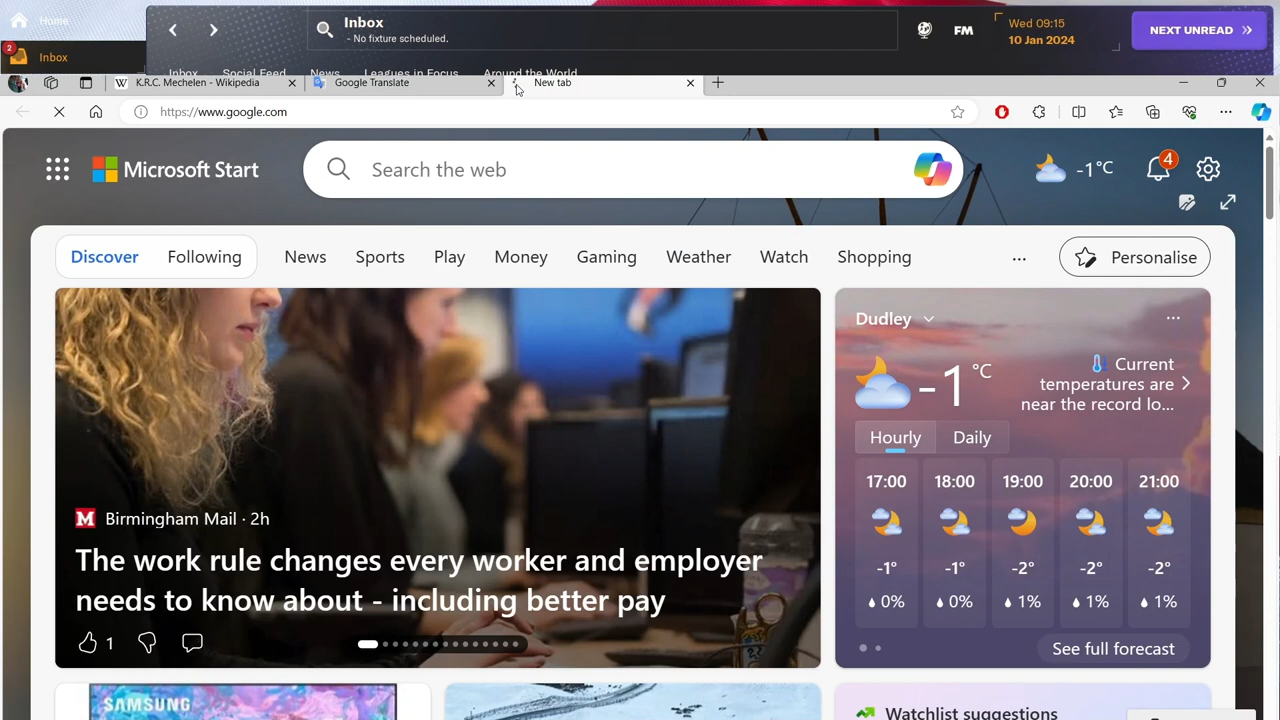 Home
Inbox
- No fixture scheduled.
FM
Wed 09:15
10 Jan 2024
NEXT UNREAD
2
Inbox
Inbox Social Feed News Leagues in Focus Around the World
K.R.C. Mechelen - Wikipedia
Google Translate
New tab
https://www.google.com
Microsoft Start
Search the web
-1°C
4
Discover Following News Sports Play Money Gaming Weather Watch Shopping ... Personalise
Birmingham Mail · 2h
The work rule changes every worker and employer
needs to know about - including better pay
1
Dudley
-1 °C
Current
temperatures are
near the record lo...
Hourly Daily
17:00 18:00 19:00 20:00 21:00
-1° -1° -2° -2° -2°
0% 0% 1% 1% 1%
See full forecast
SAMSUNG
Watchlist suggestions